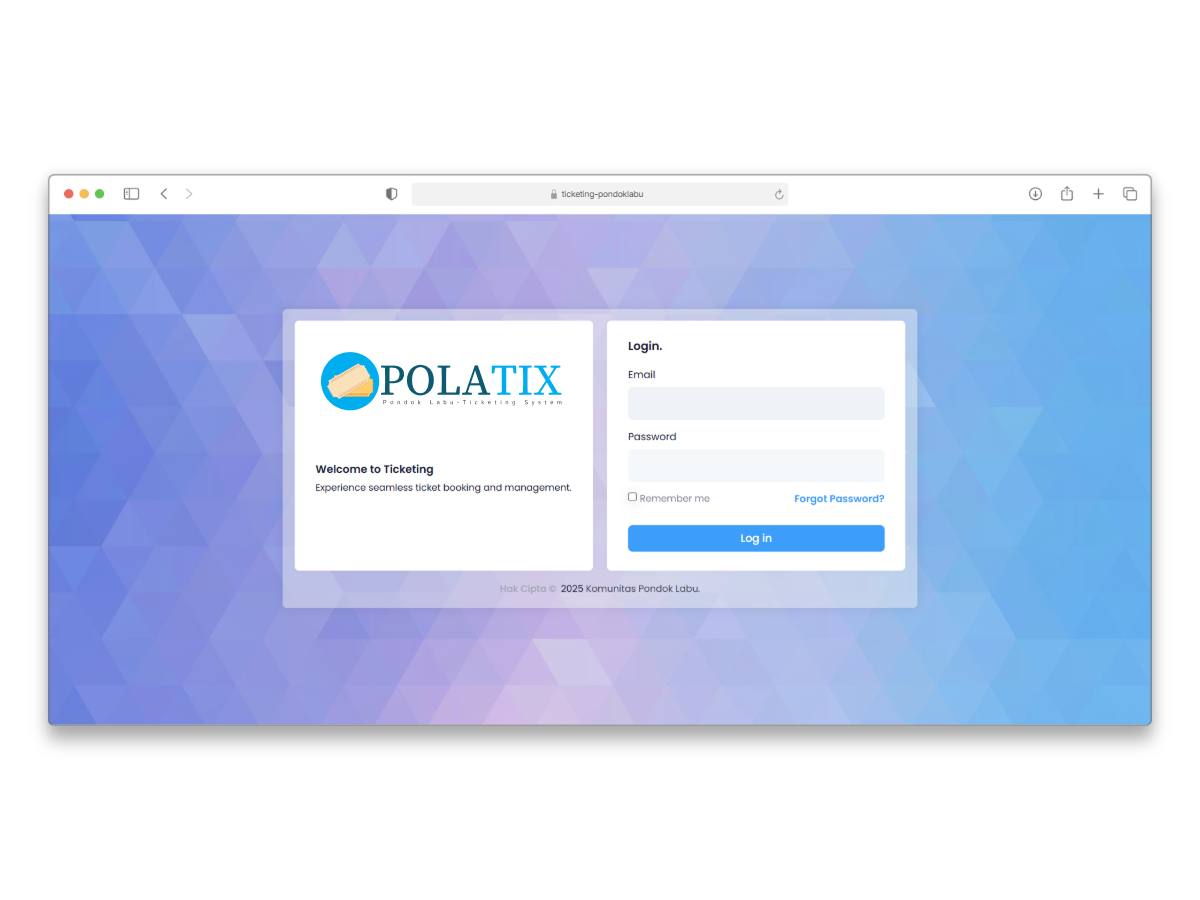 ticketing-pondoklabu
POLATIX
Pondok Labu-Ticketing System
Welcome to Ticketing
Experience seamless ticket booking and management.
Login.
Email
Password
Remember me
Forgot Password?
Log in
Hak Cipta © 2025 Komunitas Pondok Labu.